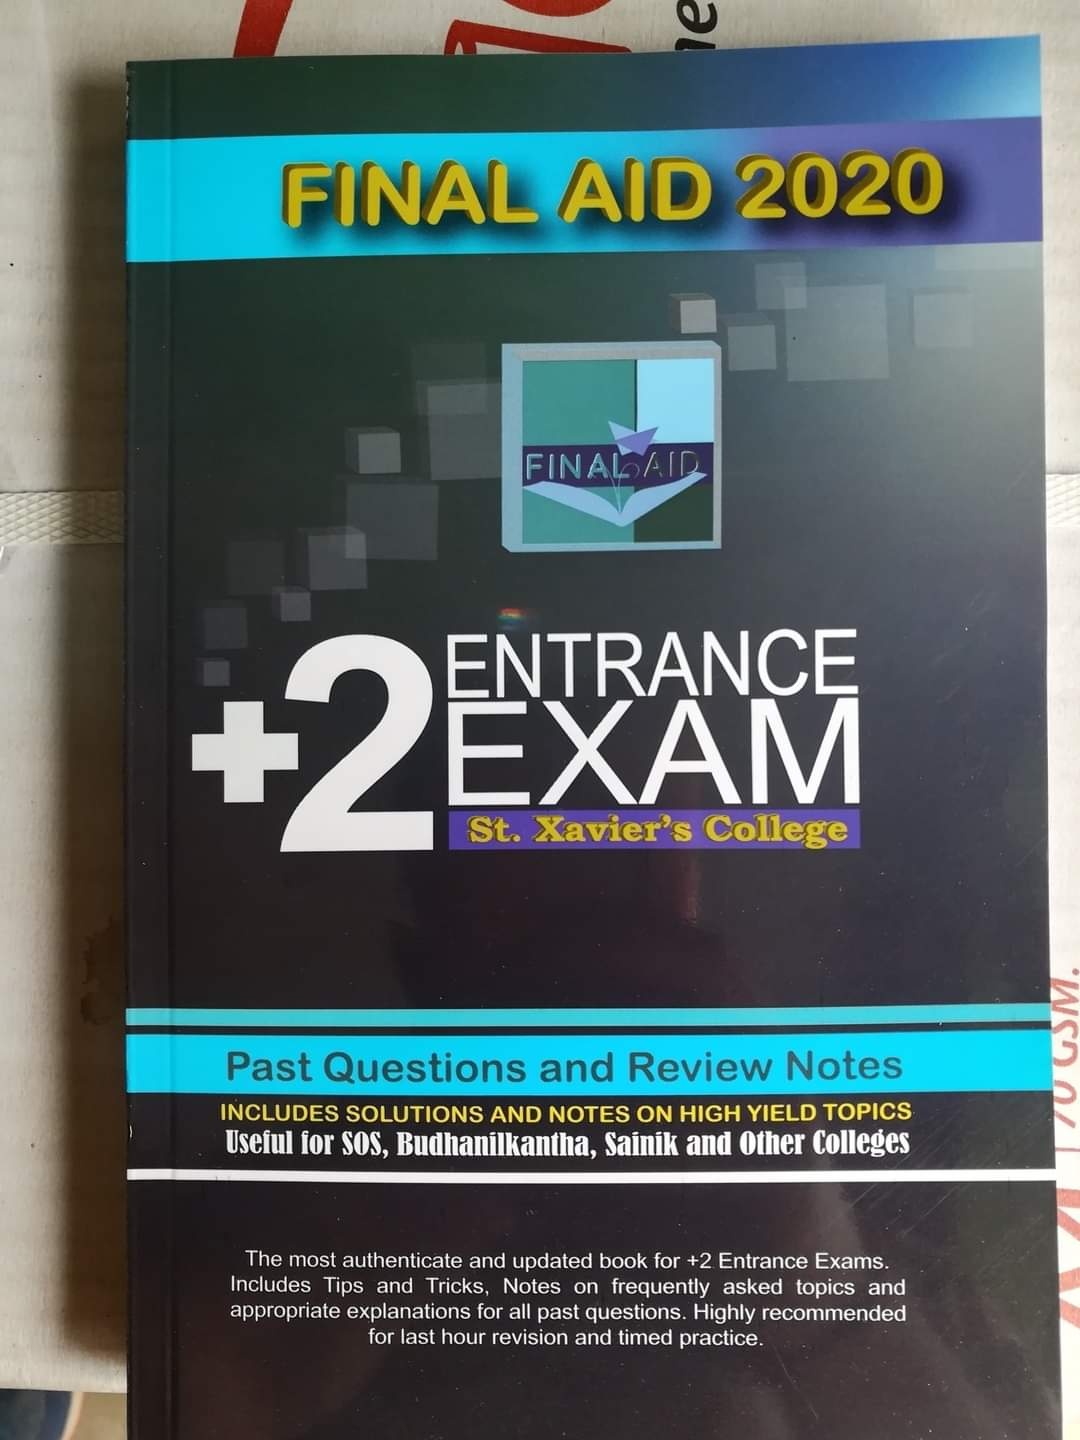 ne
FINAL AID 2020
FINAL AID
+2 ENTRANCE
EXAM
St. Xavier's College
Past Questions and Review Notes
INCLUDES SOLUTIONS AND NOTES ON HIGH YIELD TOPICS
Useful for SOS, Budhanilkantha, Sainik and Other Colleges
The most authenticate and updated book for +2 Entrance Exams.
Includes Tips and Tricks, Notes on frequently asked topics and
appropriate explanations for all past questions. Highly recommended
for last hour revision and timed practice.
70 GSM.